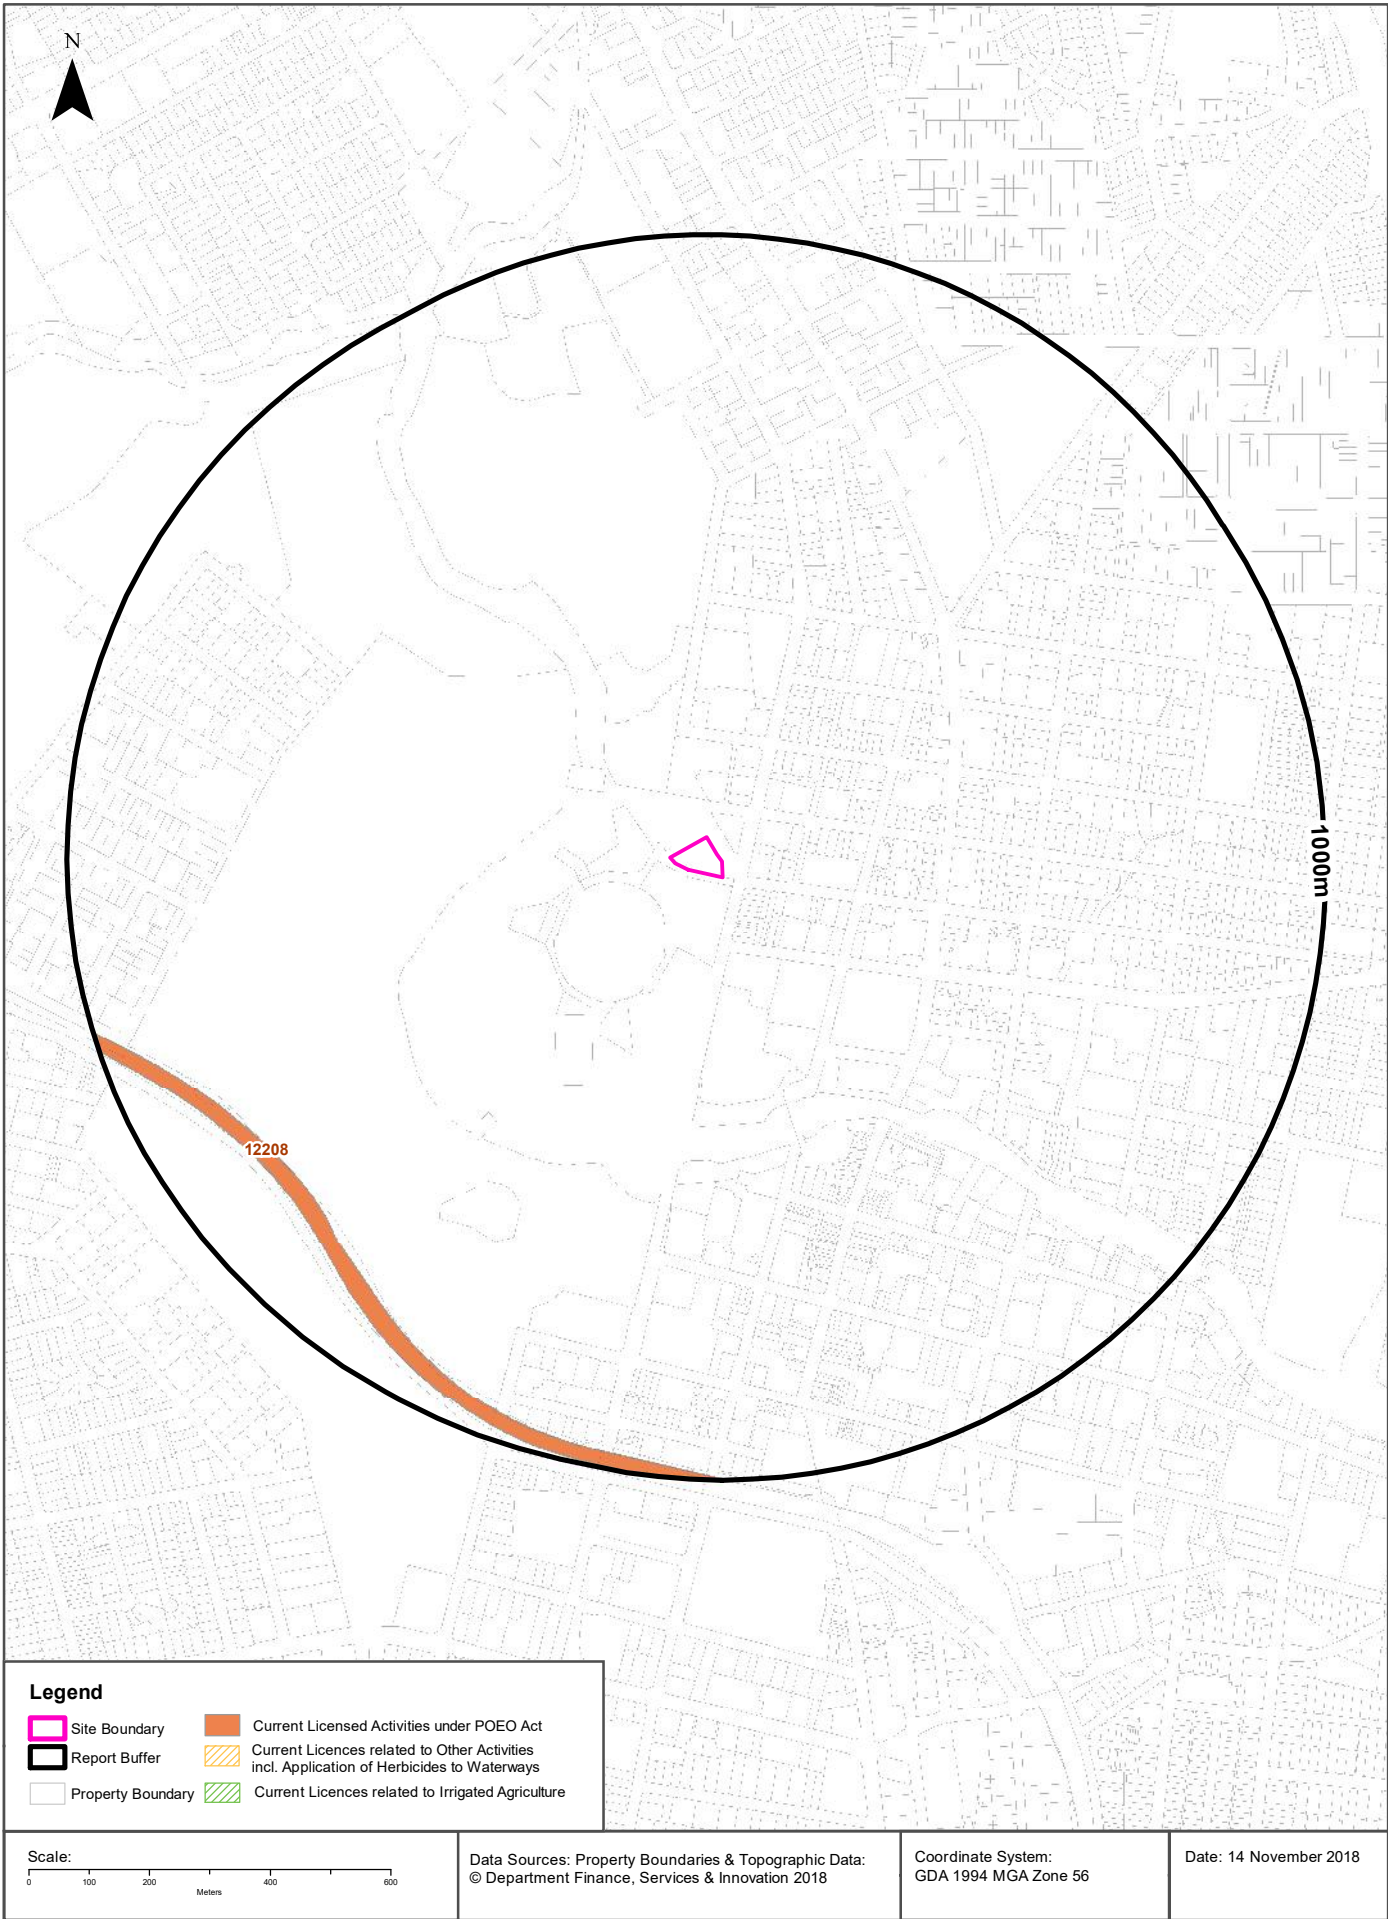 N
1000m
12208
Legend
Site Boundary
Report Buffer
Property Boundary
Current Licensed Activities under POEO Act
Current Licences related to Other Activities
incl. Application of Herbicides to Waterways
Current Licences related to Irrigated Agriculture
Scale:
0 100 200 400 600
Meters
Data Sources: Property Boundaries & Topographic Data:
© Department Finance, Services & Innovation 2018
Coordinate System:
GDA 1994 MGA Zone 56
Date: 14 November 2018